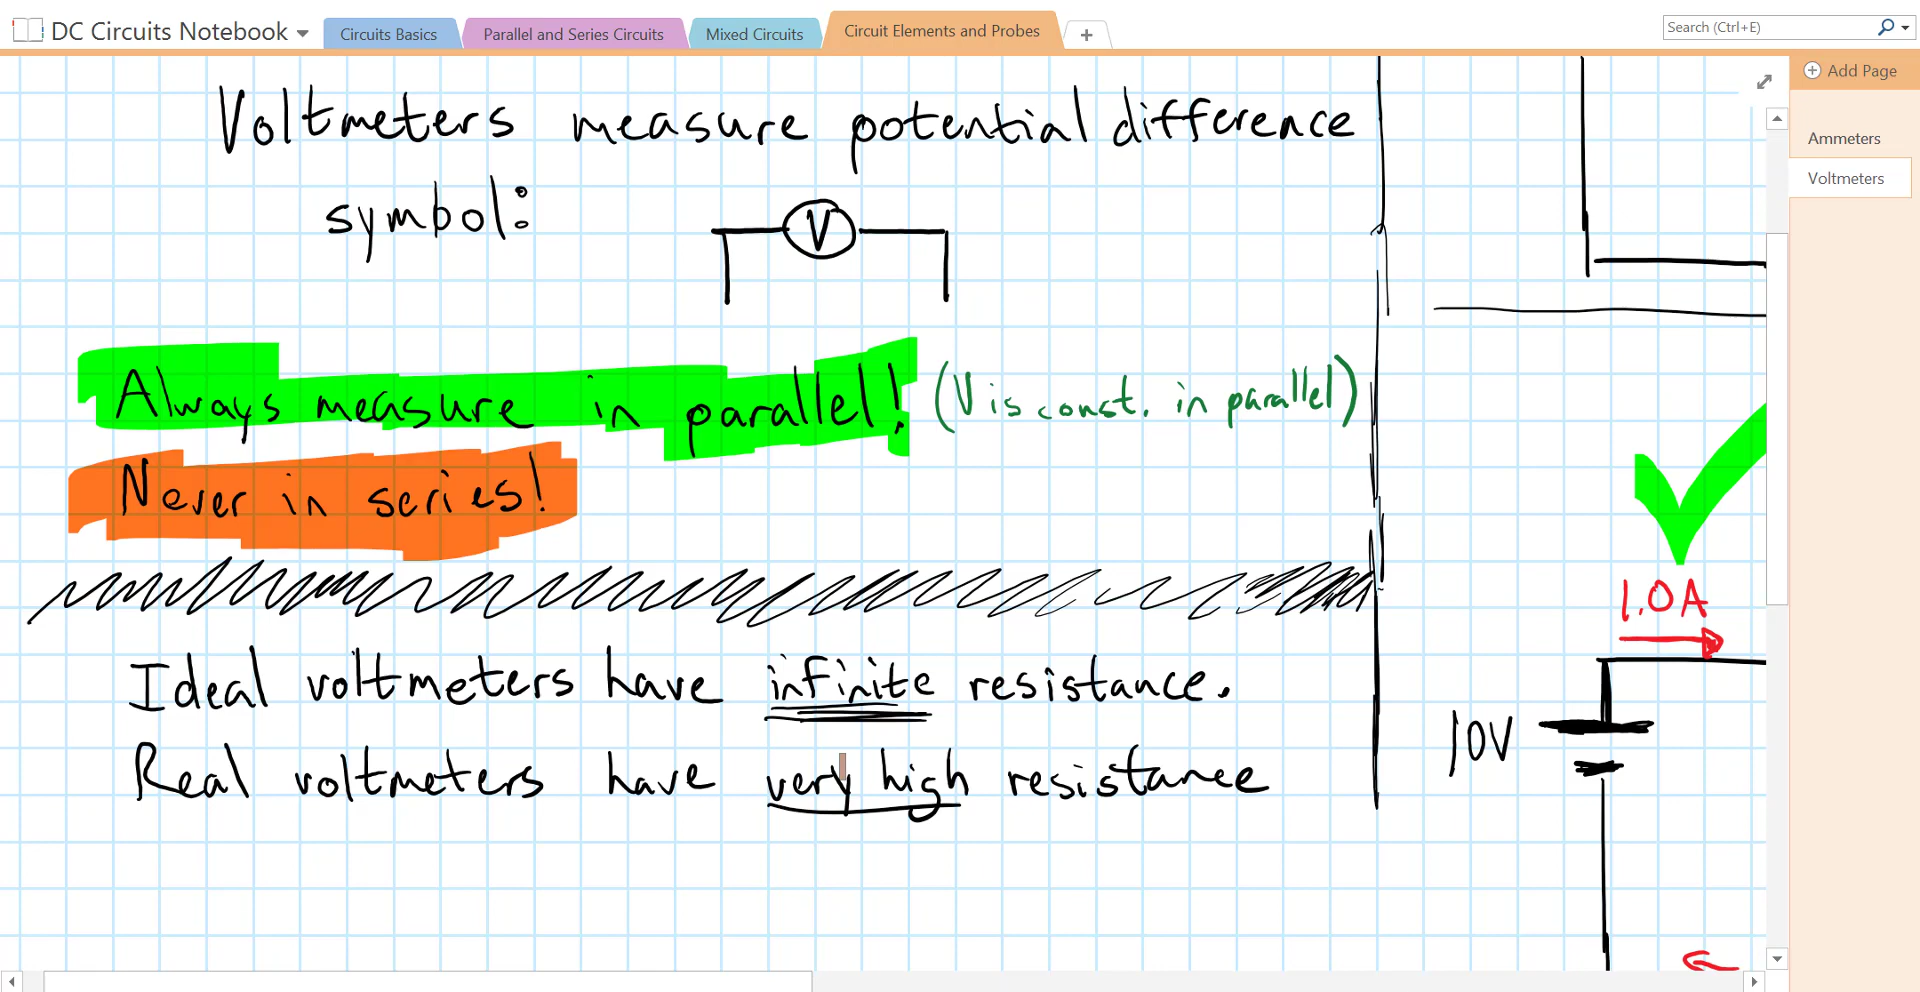 DC Circuits Notebook
Circuits Basics
Parallel and Series Circuits
Mixed Circuits
Circuit Elements and Probes
+
Search (Ctrl+E)
Add Page
Ammeters
Voltmeters
Voltmeters measure potential difference
symbol:
V
Always measure in parallel! (V is const. in parallel)
Never in series!
Ideal voltmeters have infinite resistance.
Real voltmeters have very high resistance
1.0A
10V